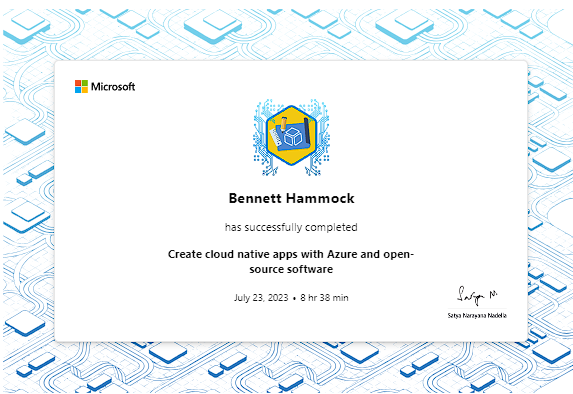 Microsoft
Bennett Hammock
has successfully completed
Create cloud native apps with Azure and open-
source software
July 23, 2023 • 8 hr 38 min
Satya N.
Satya Narayana Nadella